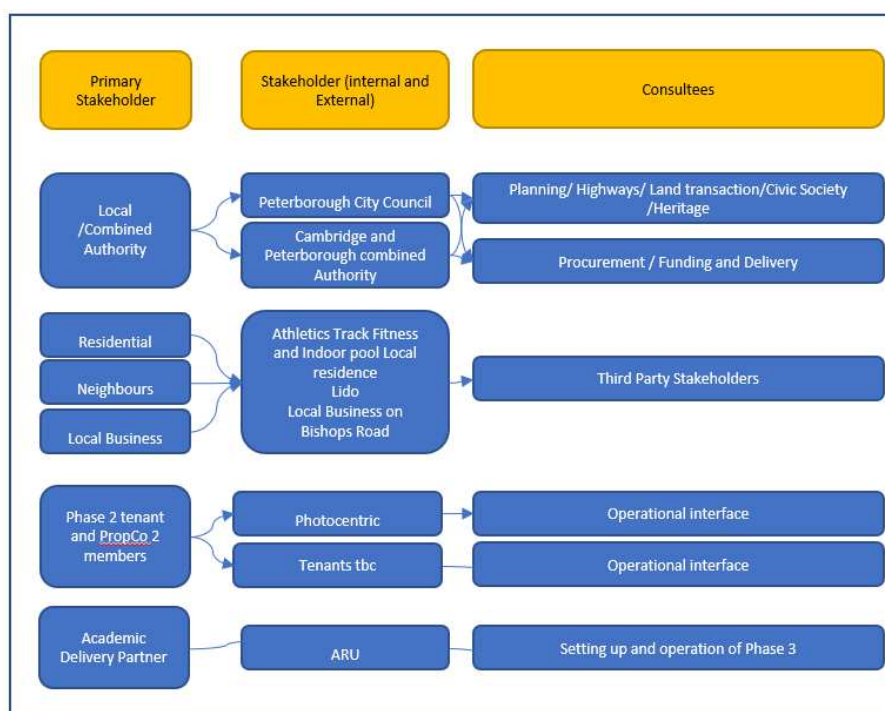 Primary
Stakeholder
Stakeholder (internal and
External)
Consultees
Local
/Combined
Authority
Peterborough City Council
Cambridge and
Peterborough combined
Authority
Planning/ Highways/ Land transaction/Civic Society
/Heritage
Procurement / Funding and Delivery
Residential
Neighbours
Local Business
Athletics Track Fitness
and Indoor pool Local
residence
Lido
Local Business on
Bishops Road
Third Party Stakeholders
Phase 2 tenant
and PropCo 2
members
Photocentric
Operational interface
Tenants tbc
Operational interface
Academic
Delivery Partner
ARU
Setting up and operation of Phase 3